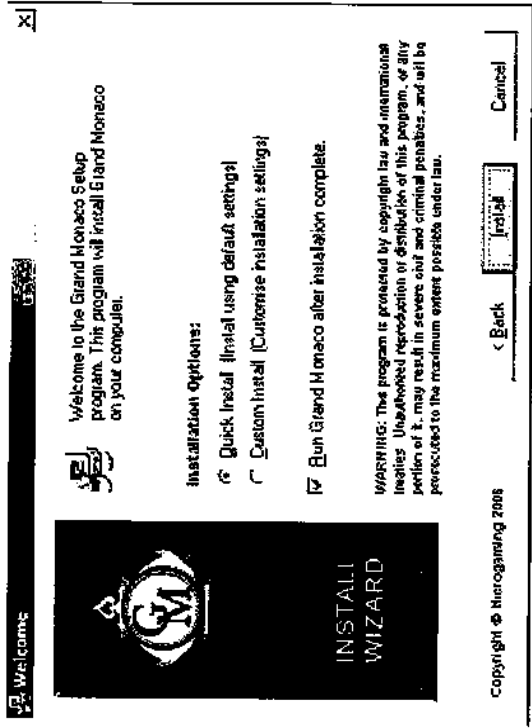 Welcome
Welcome to the Grand Monaco Setup
program. This program will install Grand Monaco
on your computer.
Installation Options:
Quick Install (Install using default settings)
Custom Install (Customise installation settings)
Run Grand Monaco after installation complete.
WARNING: This program is protected by copyright law and international
treaties. Unauthorised reproduction or distribution of this program, or any
portion of it, may result in severe civil and criminal penalties, and will be
prosecuted to the maximum extent possible under law.
GM
INSTALL
WIZARD
Copyright © Microgaming
< Back
Install
Cancel